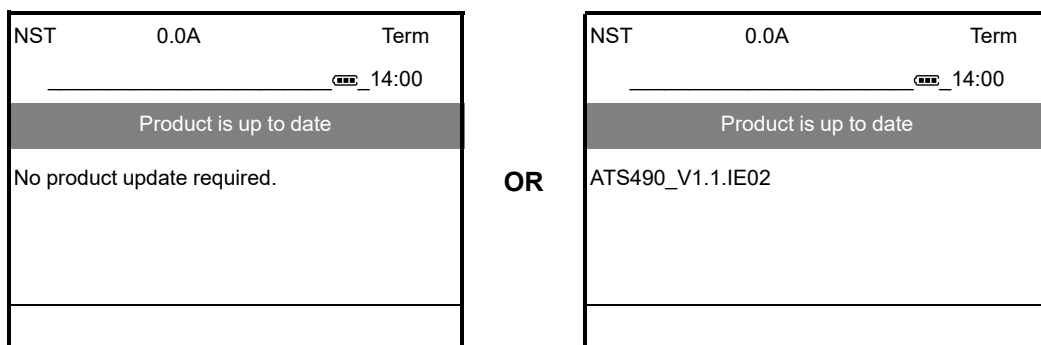 NST 0.0A Term
14:00
Product is up to date
No product update required.
OR
NST 0.0A Term
14:00
Product is up to date
ATS490_V1.1.IE02